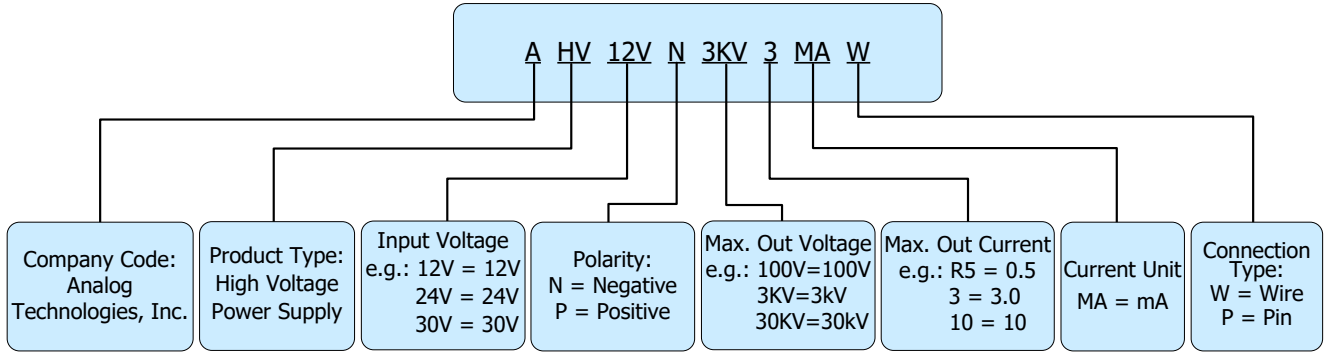 A HV 12V N 3KV 3 MA W
Company Code:
Analog
Technologies, Inc.
Product Type:
High Voltage
Power Supply
Input Voltage
e.g.: 12V = 12V
24V = 24V
30V = 30V
Polarity:
N = Negative
P = Positive
Max. Out Voltage
e.g.: 100V=100V
3KV=3kV
30KV=30kV
Max. Out Current
e.g.: R5 = 0.5
3 = 3.0
10 = 10
Current Unit
MA = mA
Connection
Type:
W = Wire
P = Pin